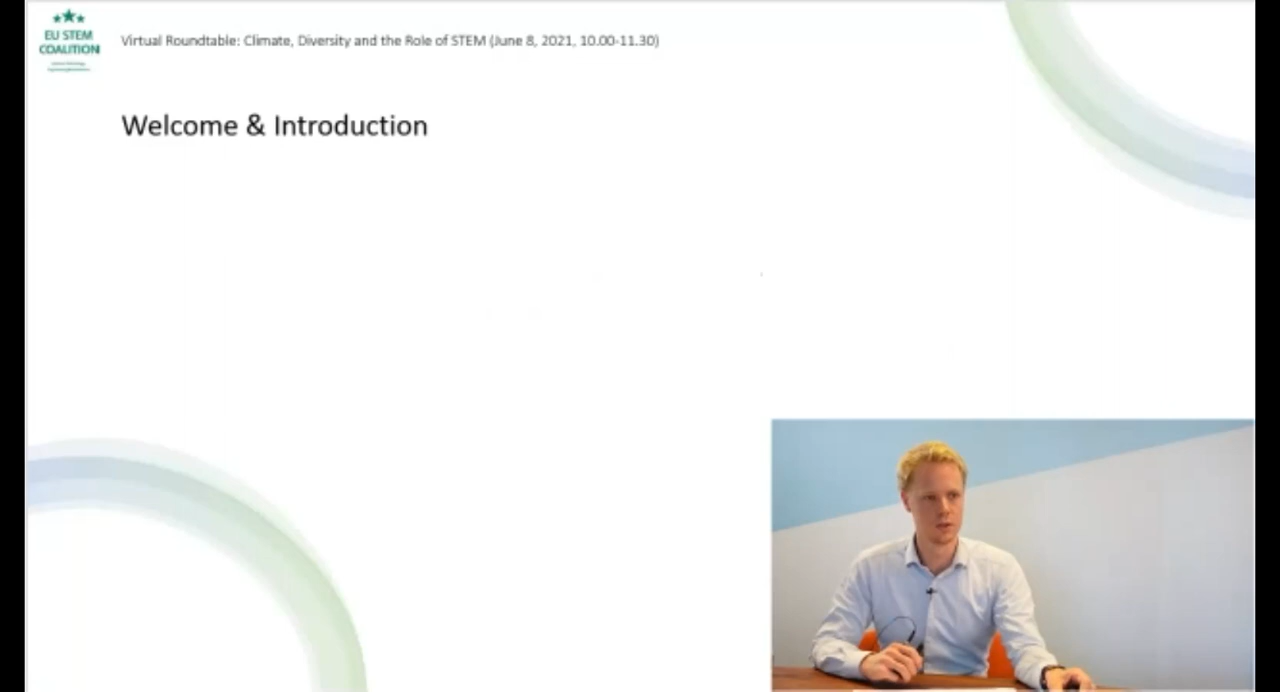 EU STEM
COALITION
Virtual Roundtable: Climate, Diversity and the Role of STEM (June 8, 2021, 10.00-11.30)
Welcome & Introduction